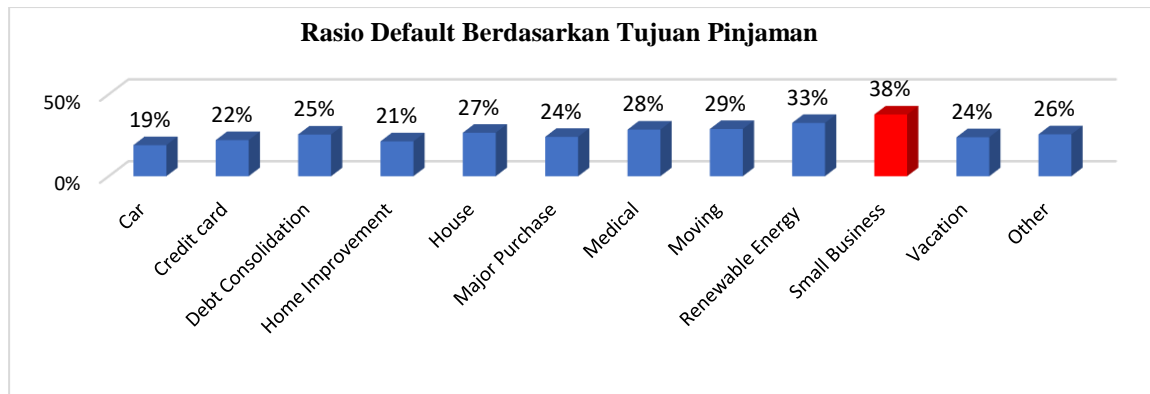 Rasio Default Berdasarkan Tujuan Pinjaman
50%
0%
19%
22%
25%
21%
27%
24%
28%
29%
33%
38%
24%
26%
Car
Credit card
Debt Consolidation
Home Improvement
House
Major Purchase
Medical
Moving
Renewable Energy
Small Business
Vacation
Other